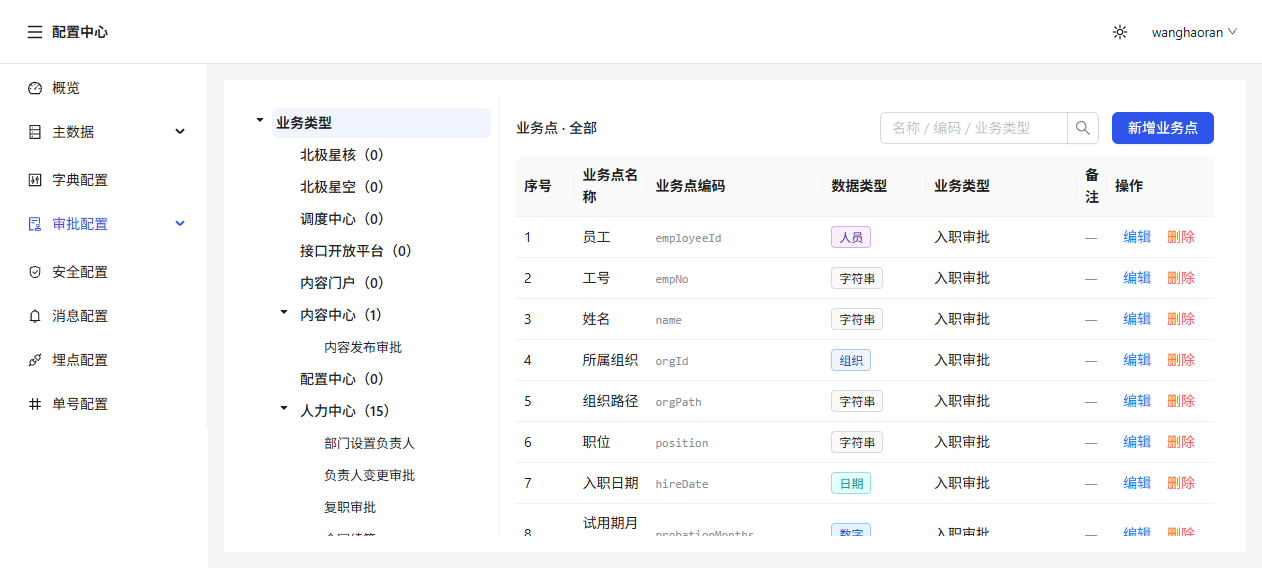 配置中心
wanghaoran
概览
主数据
字典配置
审批配置
安全配置
消息配置
埋点配置
单号配置
业务类型
北极星核（0）
北极星空（0）
调度中心（0）
接口开放平台（0）
内容门户（0）
内容中心（1）
内容发布审批
配置中心（0）
人力中心（15）
部门设置负责人
负责人变更审批
复职审批
业务点 · 全部
名称 / 编码 / 业务类型
新增业务点
序号 业务点名称 业务点编码 数据类型 业务类型 备注 操作
1 员工 employeeId 人员 入职审批 — 编辑 删除
2 工号 empNo 字符串 入职审批 — 编辑 删除
3 姓名 name 字符串 入职审批 — 编辑 删除
4 所属组织 orgId 组织 入职审批 — 编辑 删除
5 组织路径 orgPath 字符串 入职审批 — 编辑 删除
6 职位 position 字符串 入职审批 — 编辑 删除
7 入职日期 hireDate 日期 入职审批 — 编辑 删除
8 试用期月 probationMonths 数字 入职审批 — 编辑 删除